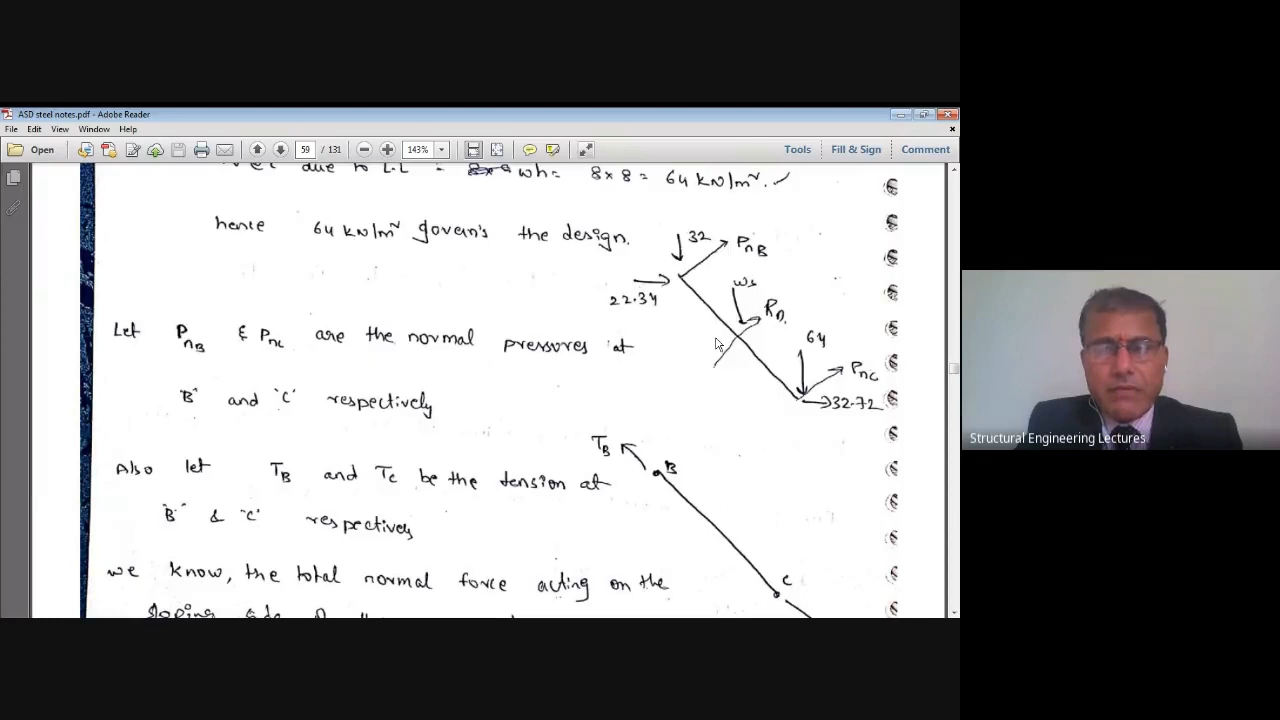 ASD steel notes.pdf - Adobe Reader
File Edit View Window Help
Open 59 / 131 143% Tools Fill & Sign Comment
due to L.L = wh = 8 x 8 = 64 KN/m².
hence 64 KN/m² governs the design.
32
PnB
22.34
ws
Rn.
64
Pnc
32.72
Let PnB & Pnc are the normal pressures at
"B" and "C" respectively
Also let TB and Tc be the tension at
"B" & "C" respectively
TB
B
C
we know, the total normal force acting on the
sloping
Structural Engineering Lectures